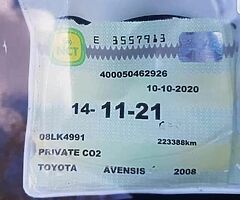 NCT E 3557913
400050462926
10-10-2020
14-11-21
08LK4991 223388km
PRIVATE CO2
TOYOTA AVENSIS 2008